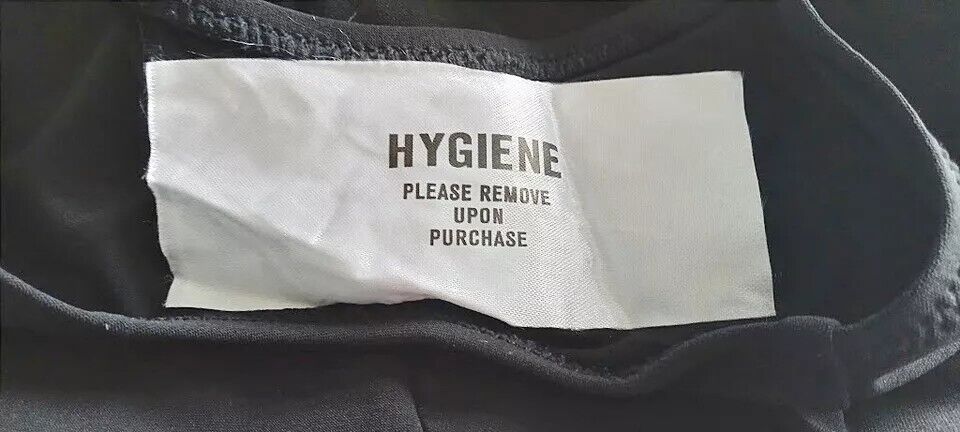 HYGIENE
PLEASE REMOVE
UPON
PURCHASE